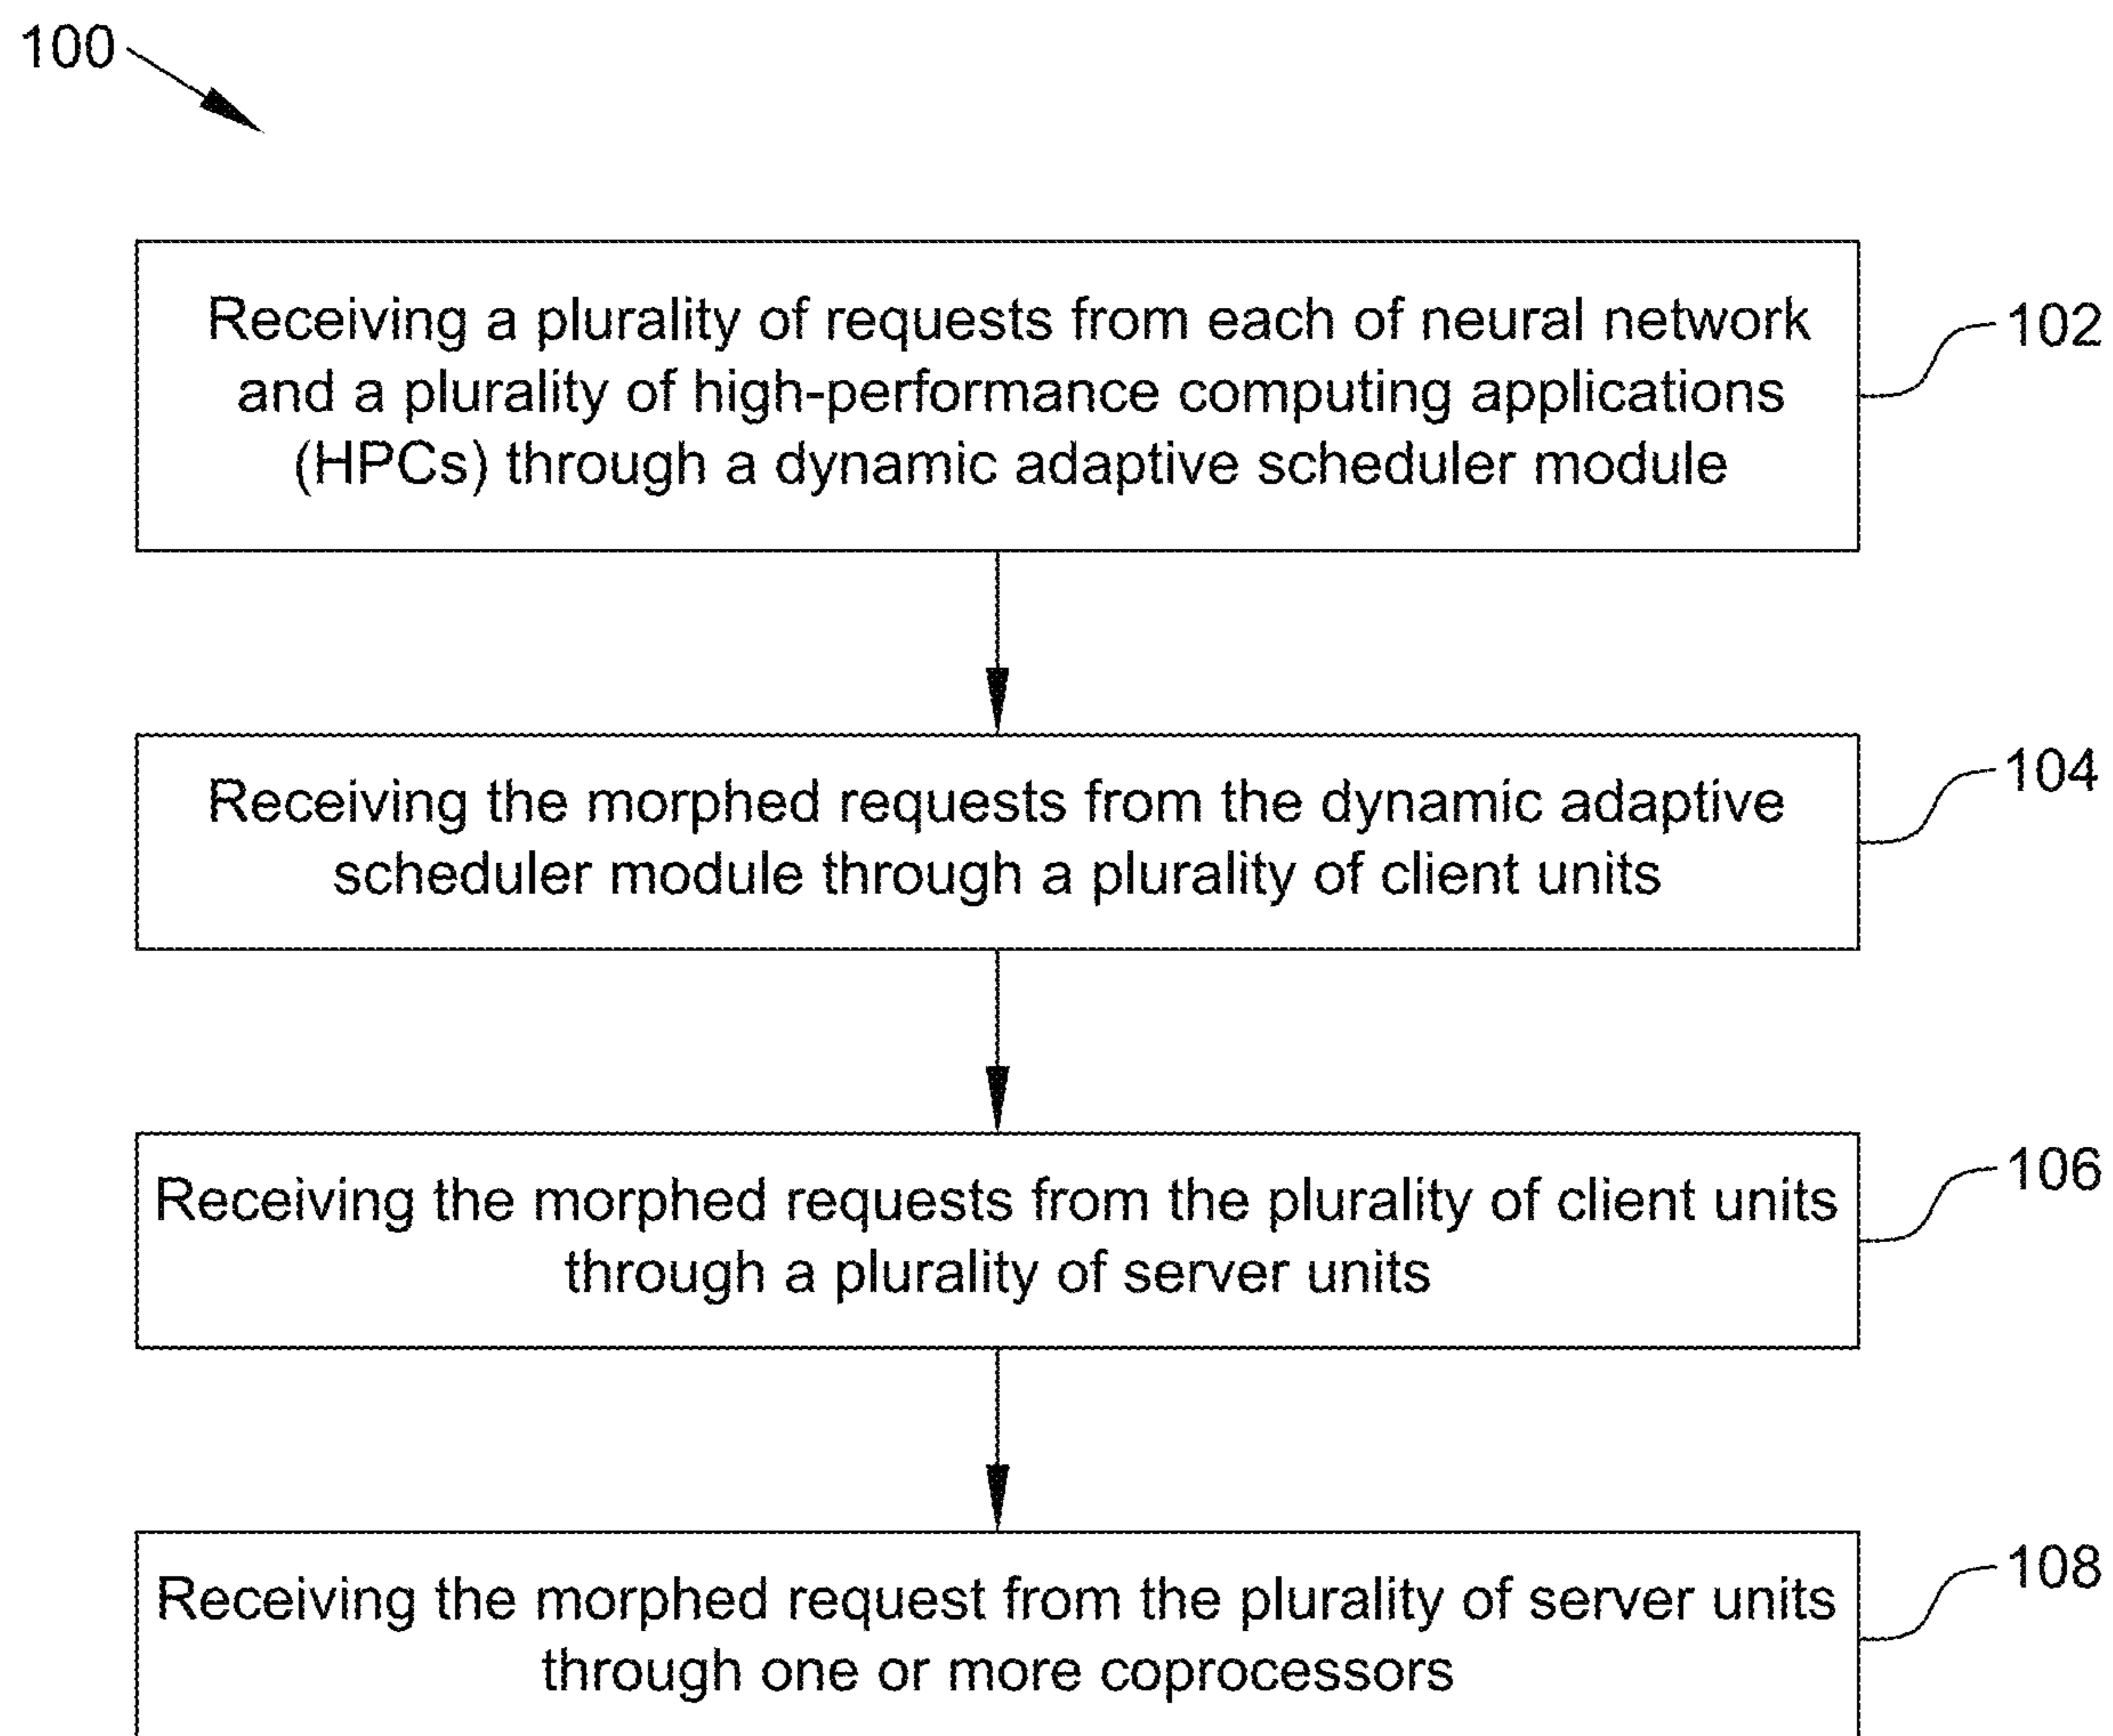 100
Receiving a plurality of requests from each of neural network
and a plurality of high-performance computing applications
(HPCs) through a dynamic adaptive scheduler module
102
Receiving the morphed requests from the dynamic adaptive
scheduler module through a plurality of client units
104
Receiving the morphed requests from the plurality of client units
through a plurality of server units
106
Receiving the morphed request from the plurality of server units
through one or more coprocessors
108